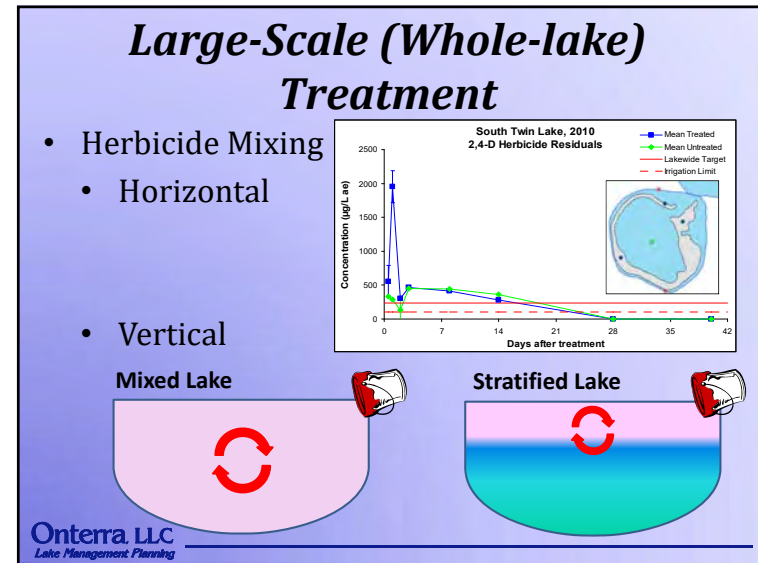 Large-Scale (Whole-lake)
Treatment
• Herbicide Mixing
• Horizontal
• Vertical
South Twin Lake, 2010
2,4-D Herbicide Residuals
Mean Treated
Mean Untreated
Lakewide Target
Irrigation Limit
Concentration (µg/L ae)
2500
2000
1500
1000
500
0
0 7 14 21 28 35 42
Days after treatment
Mixed Lake
Stratified Lake
Onterra LLC
Lake Management Planning